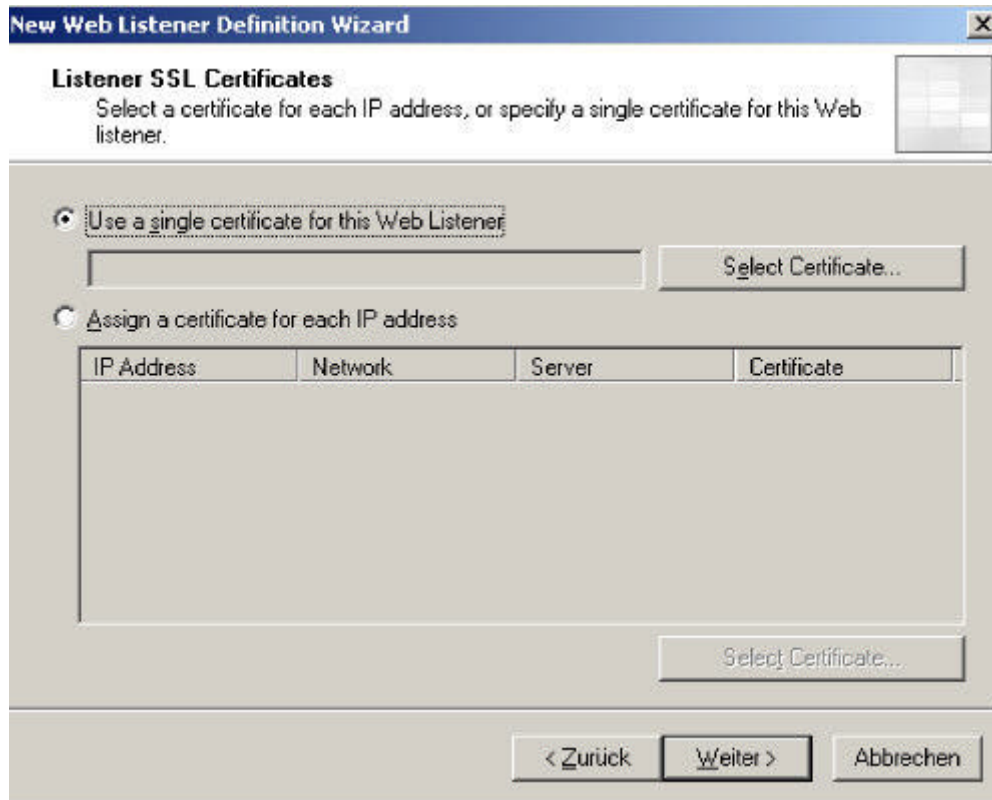 New Web Listener Definition Wizard
Listener SSL Certificates
Select a certificate for each IP address, or specify a single certificate for this Web
listener.
Use a single certificate for this Web Listener
Select Certificate...
Assign a certificate for each IP address
IP Address Network Server Certificate
Select Certificate...
< Zurück Weiter > Abbrechen